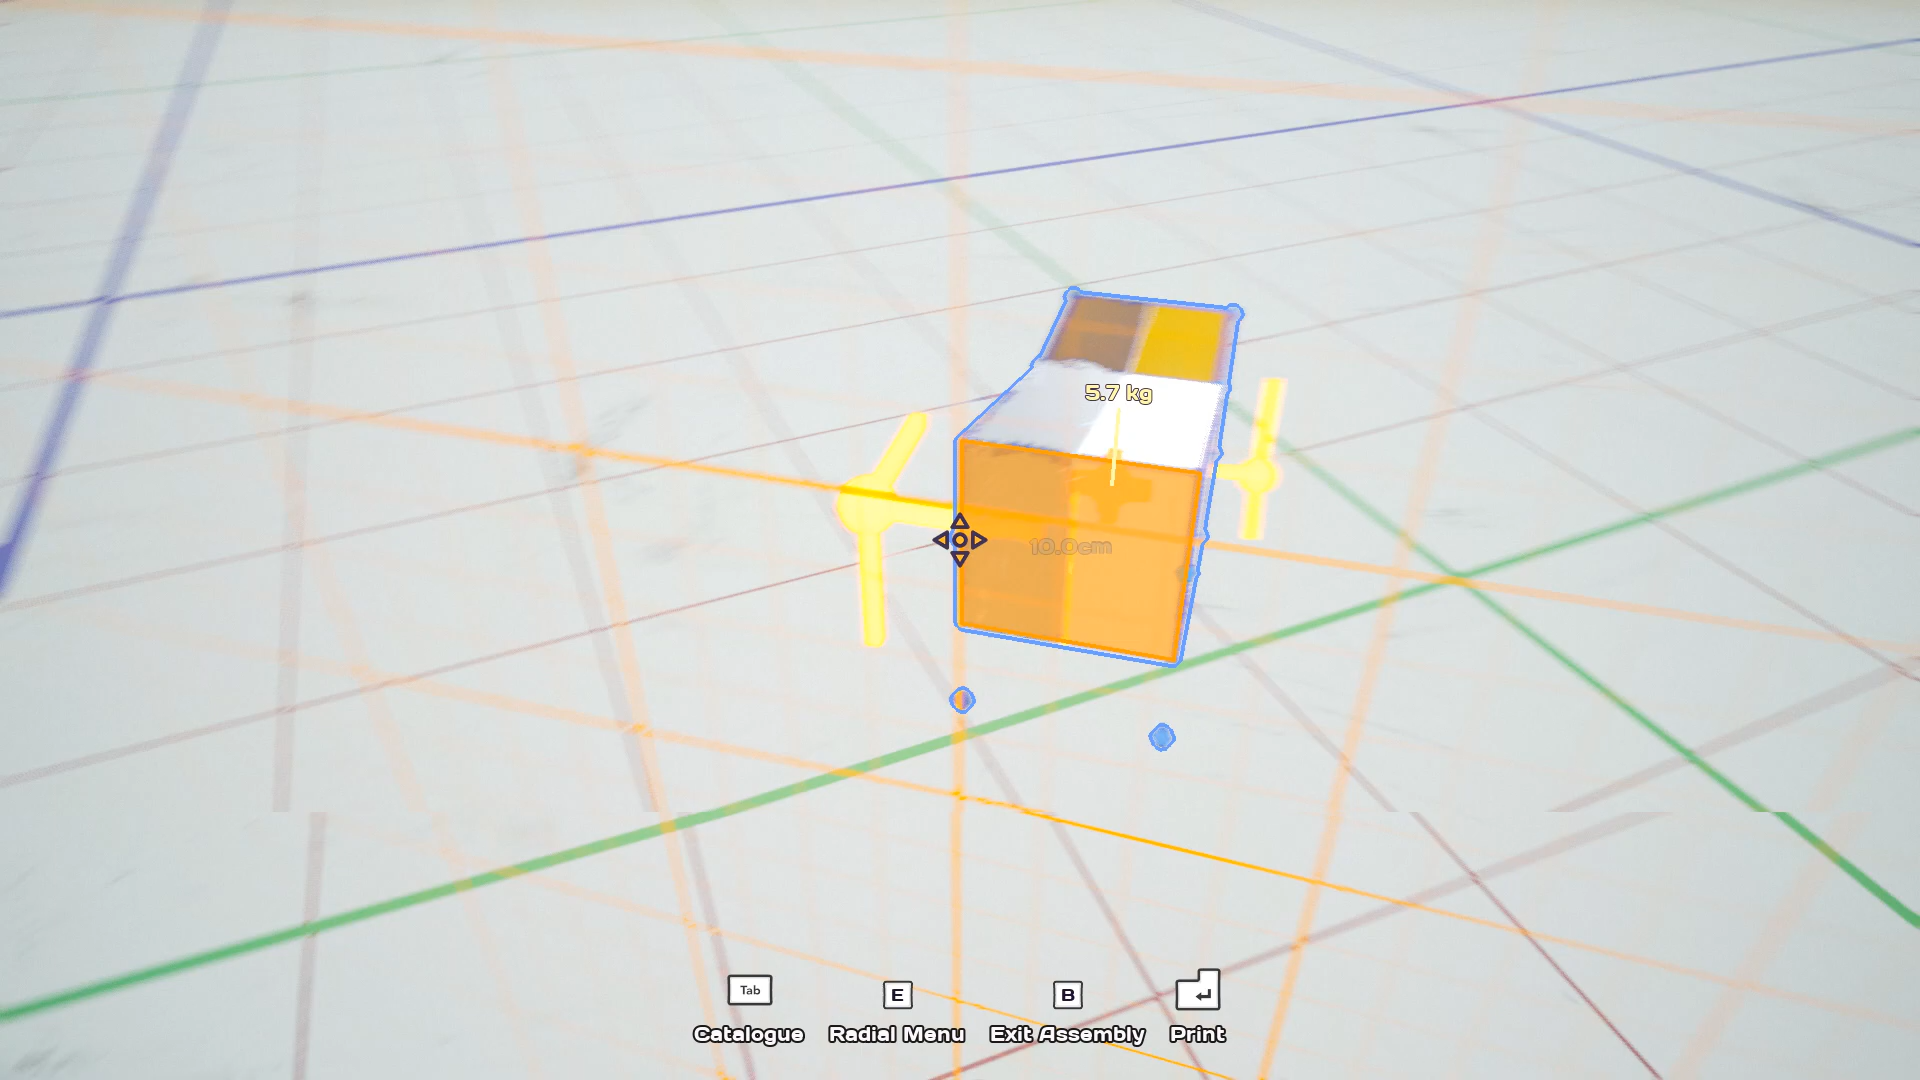 5.7 kg
10.0cm
Tab
E
B
Catalogue
Radial Menu
Exit Assembly
Print